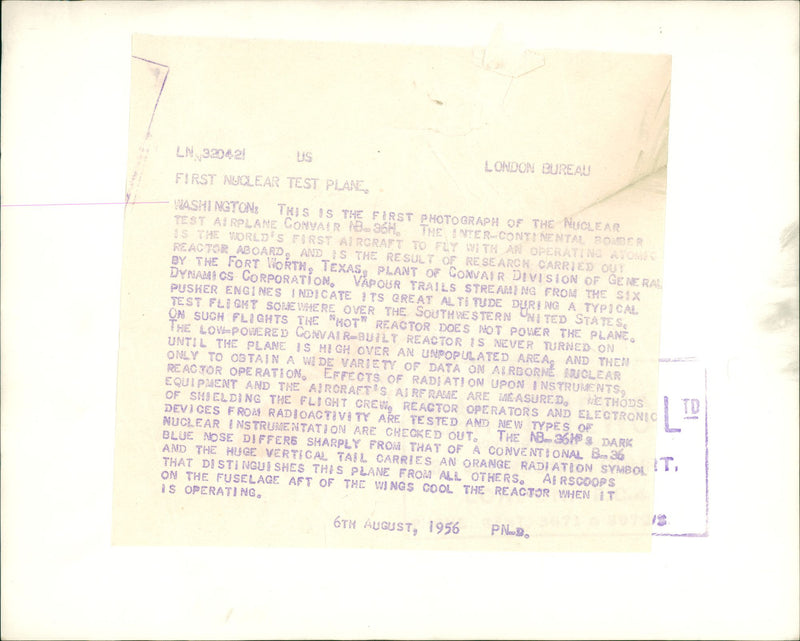 LN. 320421 US LONDON BUREAU
FIRST NUCLEAR TEST PLANE.
WASHINGTON: THIS IS THE FIRST PHOTOGRAPH OF THE NUCLEAR
TEST AIRPLANE CONVAIR NB-36H. THE INTER-CONTINENTAL BOMBER
IS THE WORLD'S FIRST AIRCRAFT TO FLY WITH AN OPERATING ATOMIC
REACTOR ABOARD, AND IS THE RESULT OF RESEARCH CARRIED OUT
BY THE FORT WORTH, TEXAS, PLANT OF CONVAIR DIVISION OF GENERAL
DYNAMICS CORPORATION. VAPOUR TRAILS STREAMING FROM THE SIX
PUSHER ENGINES INDICATE ITS GREAT ALTITUDE DURING A TYPICAL
TEST FLIGHT SOMEWHERE OVER THE SOUTHWESTERN UNITED STATES.
ON SUCH FLIGHTS THE "HOT" REACTOR DOES NOT POWER THE PLANE.
THE LOW-POWERED CONVAIR-BUILT REACTOR IS NEVER TURNED ON
UNTIL THE PLANE IS HIGH OVER AN UNPOPULATED AREA, AND THEN
ONLY TO OBTAIN A WIDE VARIETY OF DATA ON AIRBORNE NUCLEAR
REACTOR OPERATION. EFFECTS OF RADIATION UPON INSTRUMENTS,
EQUIPMENT AND THE AIRCRAFT'S AIRFRAME ARE MEASURED. METHODS
OF SHIELDING THE FLIGHT CREW, REACTOR OPERATORS AND ELECTRONIC
DEVICES FROM RADIOACTIVITY ARE TESTED AND NEW TYPES OF
NUCLEAR INSTRUMENTATION ARE CHECKED OUT. THE NB-36H'S DARK
BLUE NOSE DIFFERS SHARPLY FROM THAT OF A CONVENTIONAL B-36
AND THE HUGE VERTICAL TAIL CARRIES AN ORANGE RADIATION SYMBOL
THAT DISTINGUISHES THIS PLANE FROM ALL OTHERS. AIRSCOOPS
ON THE FUSELAGE AFT OF THE WINGS COOL THE REACTOR WHEN IT
IS OPERATING.
6TH AUGUST, 1956 PN-B.
L TD